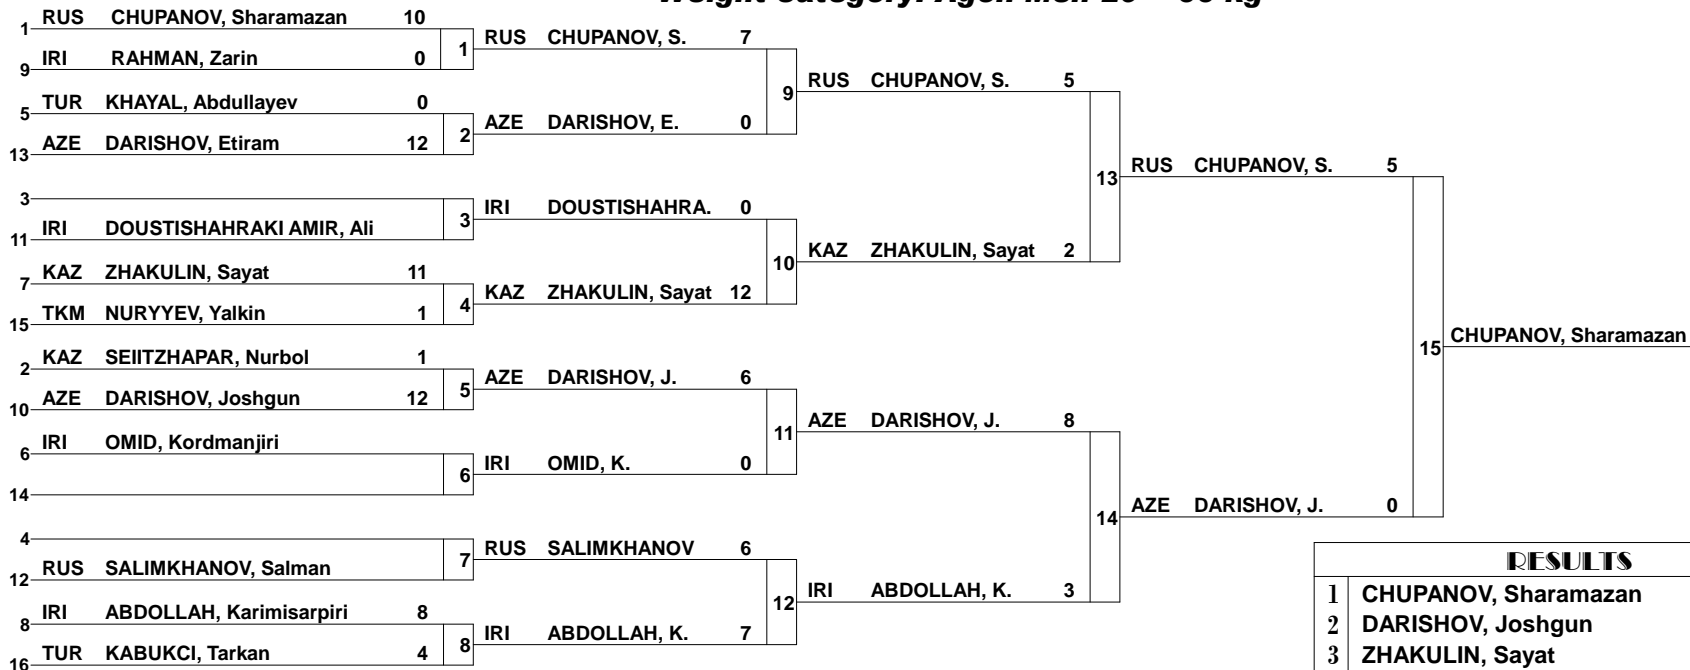 1 RUS CHUPANOV, Sharamazan 10
9 IRI RAHMAN, Zarin 0
1
5 TUR KHAYAL, Abdullayev 0
13 AZE DARISHOV, Etiram 12
2
3
11 IRI DOUSTISHAHRAKI AMIR, Ali
3
7 KAZ ZHAKULIN, Sayat 11
15 TKM NURYYEV, Yalkin 1
4
2 KAZ SEIITZHAPAR, Nurbol 1
10 AZE DARISHOV, Joshgun 12
5
6 IRI OMID, Kordmanjiri
14
6
4
12 RUS SALIMKHANOV, Salman
7
8 IRI ABDOLLAH, Karimisarpiri 8
16 TUR KABUKCI, Tarkan 4
8
RUS CHUPANOV, S. 7
AZE DARISHOV, E. 0
9
IRI DOUSTISHAHRA. 0
KAZ ZHAKULIN, Sayat 12
10
AZE DARISHOV, J. 6
IRI OMID, K. 0
11
RUS SALIMKHANOV 6
IRI ABDOLLAH, K. 7
12
RUS CHUPANOV, S. 5
KAZ ZHAKULIN, Sayat 2
13
AZE DARISHOV, J. 8
IRI ABDOLLAH, K. 3
14
RUS CHUPANOV, S. 5
AZE DARISHOV, J. 0
15
CHUPANOV, Sharamazan
RESULTS
1 CHUPANOV, Sharamazan
2 DARISHOV, Joshgun
3 ZHAKULIN, Sayat